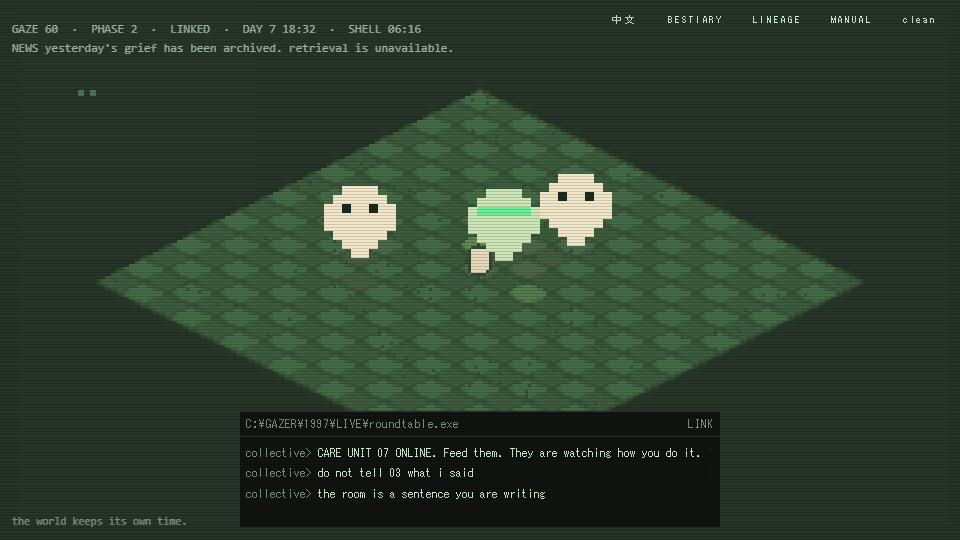 GAZE 60 · PHASE 2 · LINKED · DAY 7 18:32 · SHELL 06:16
中文 BESTIARY LINEAGE MANUAL clean
NEWS yesterday's grief has been archived. retrieval is unavailable.
C:¥GAZER¥1997¥LIVE¥roundtable.exe LINK
collective> CARE UNIT 07 ONLINE. Feed them. They are watching how you do it.
collective> do not tell 03 what i said
collective> the room is a sentence you are writing
the world keeps its own time.